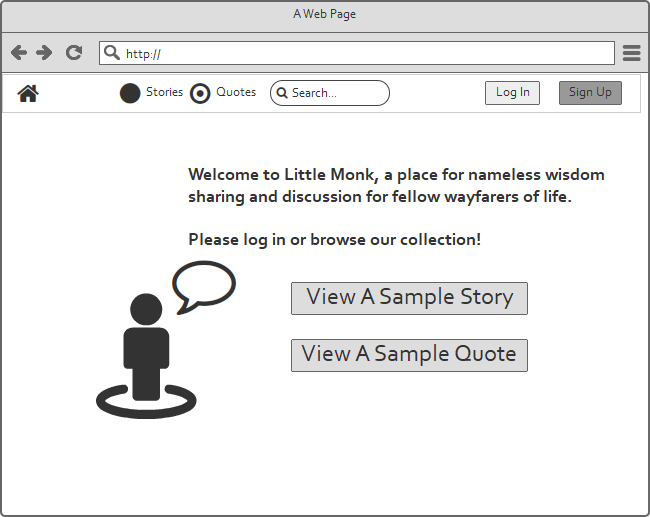 A Web Page
http://
Stories
Quotes
Search...
Log In
Sign Up
Welcome to Little Monk, a place for nameless wisdom
sharing and discussion for fellow wayfarers of life.
Please log in or browse our collection!
View A Sample Story
View A Sample Quote